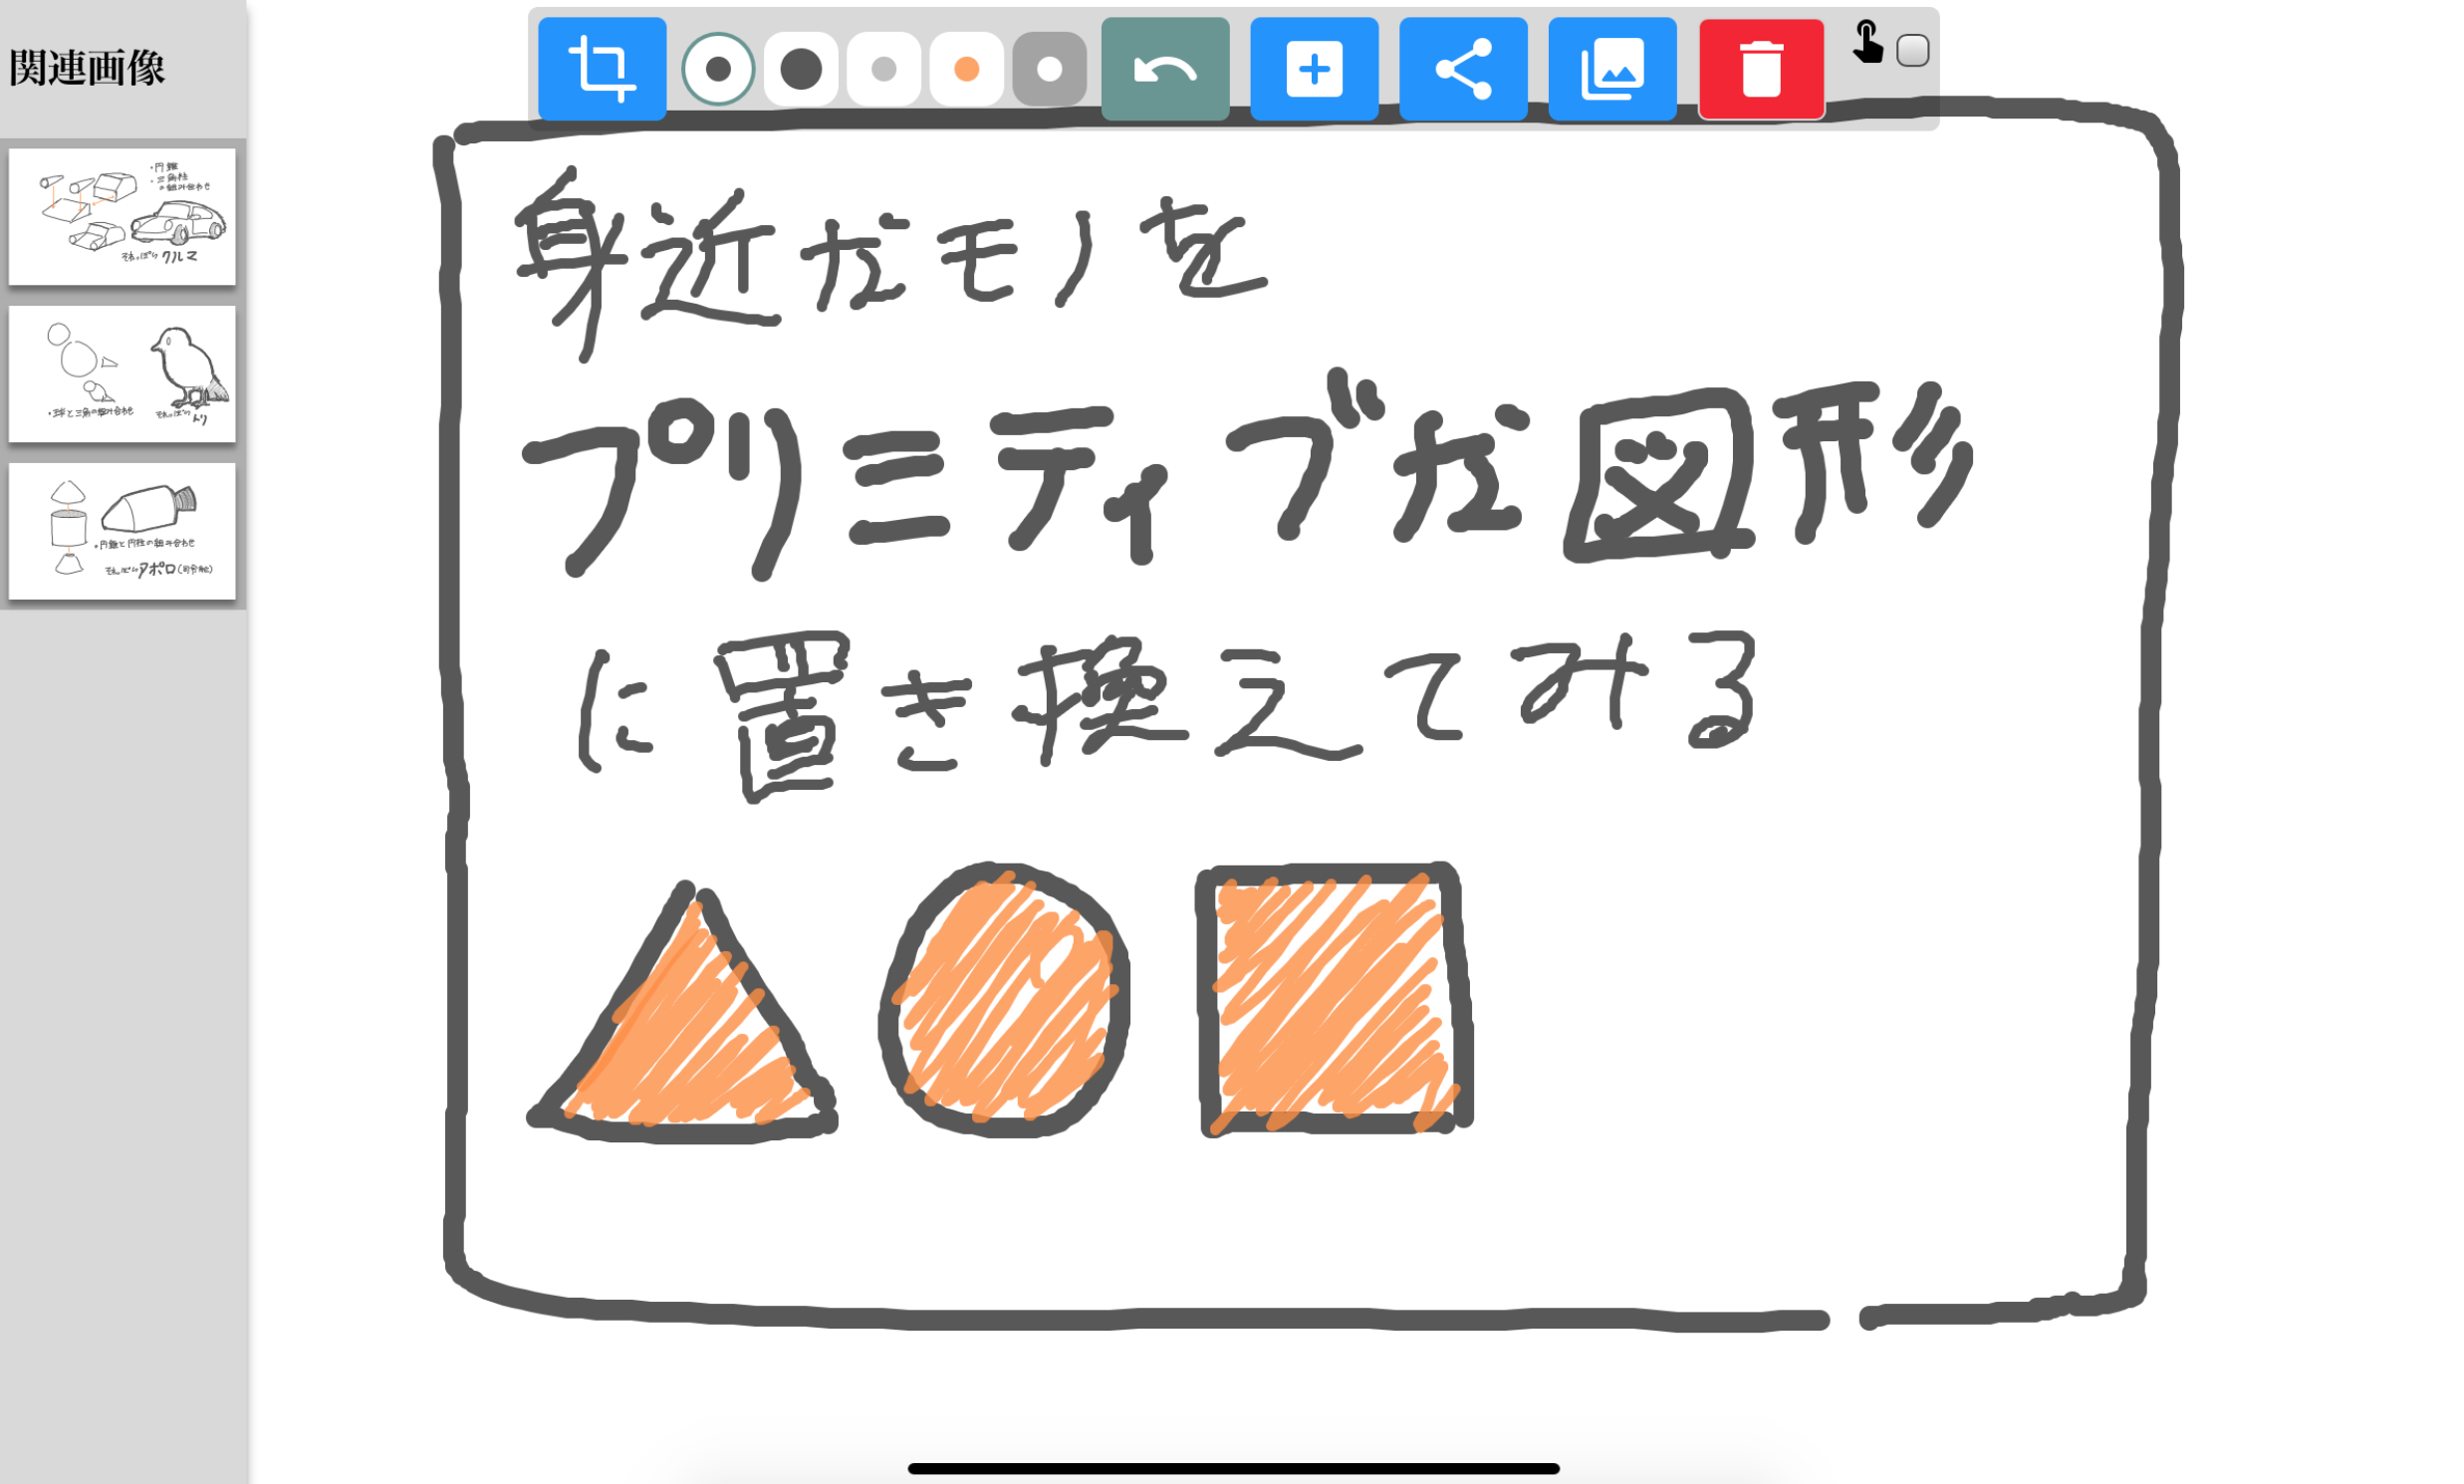 関連画像
・円錐
・三角柱
の組み合わせ
それっぽい クルマ
・球と三角の組み合わせ
それっぽい トリ
・円錐と円柱の組み合わせ
それっぽい アポロ(司令船)
身近なモノを
プリミティブな図形
に置き換えてみる